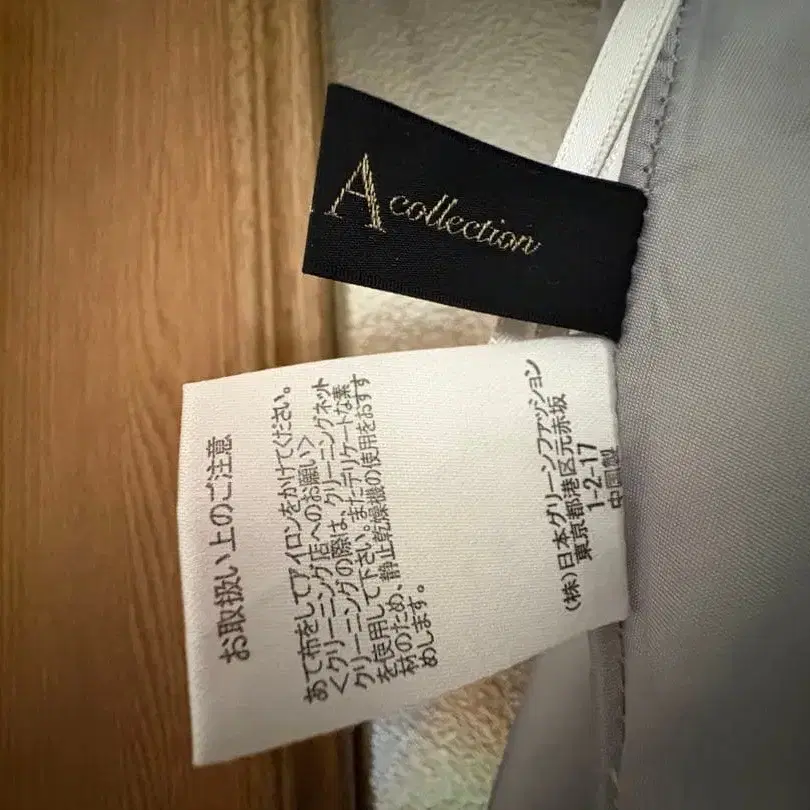 A collection
お取扱い上のご注意
あて布をしてアイロンをかけてください。
＜クリーニング店へのお願い＞
クリーニングの際は、クリーニングネット
を使用して下さい。またデリケートな素
材のため、静止乾燥機の使用をおすす
めします。
(株)日本グリーンファッション
東京都港区元赤坂
1-2-17
中国製